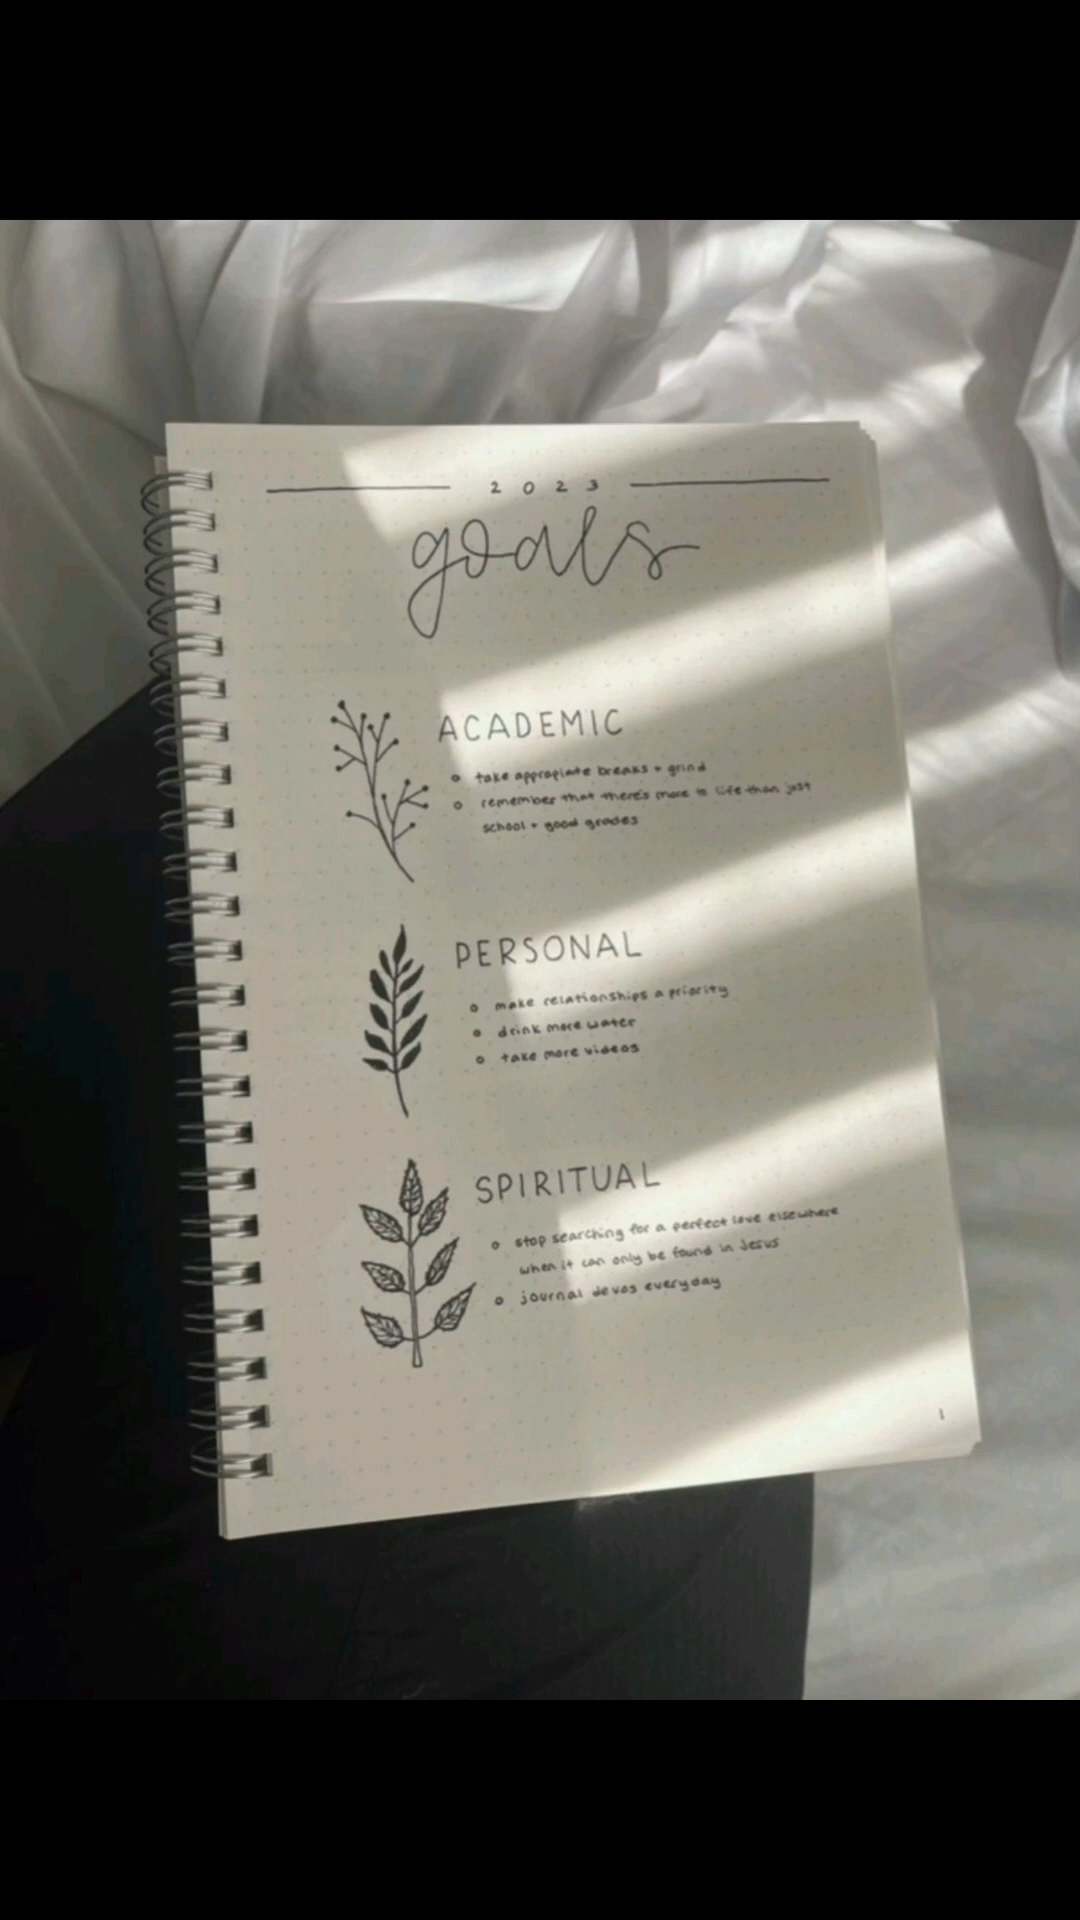 2023
goals
ACADEMIC
take appropiate breaks + grind
remember that there's more to life than just
school + good grades
PERSONAL
make relationships a priority
drink more water
take more videos
SPIRITUAL
stop searching for a perfect love elsewhere
when it can only be found in Jesus
journal devos everyday
1